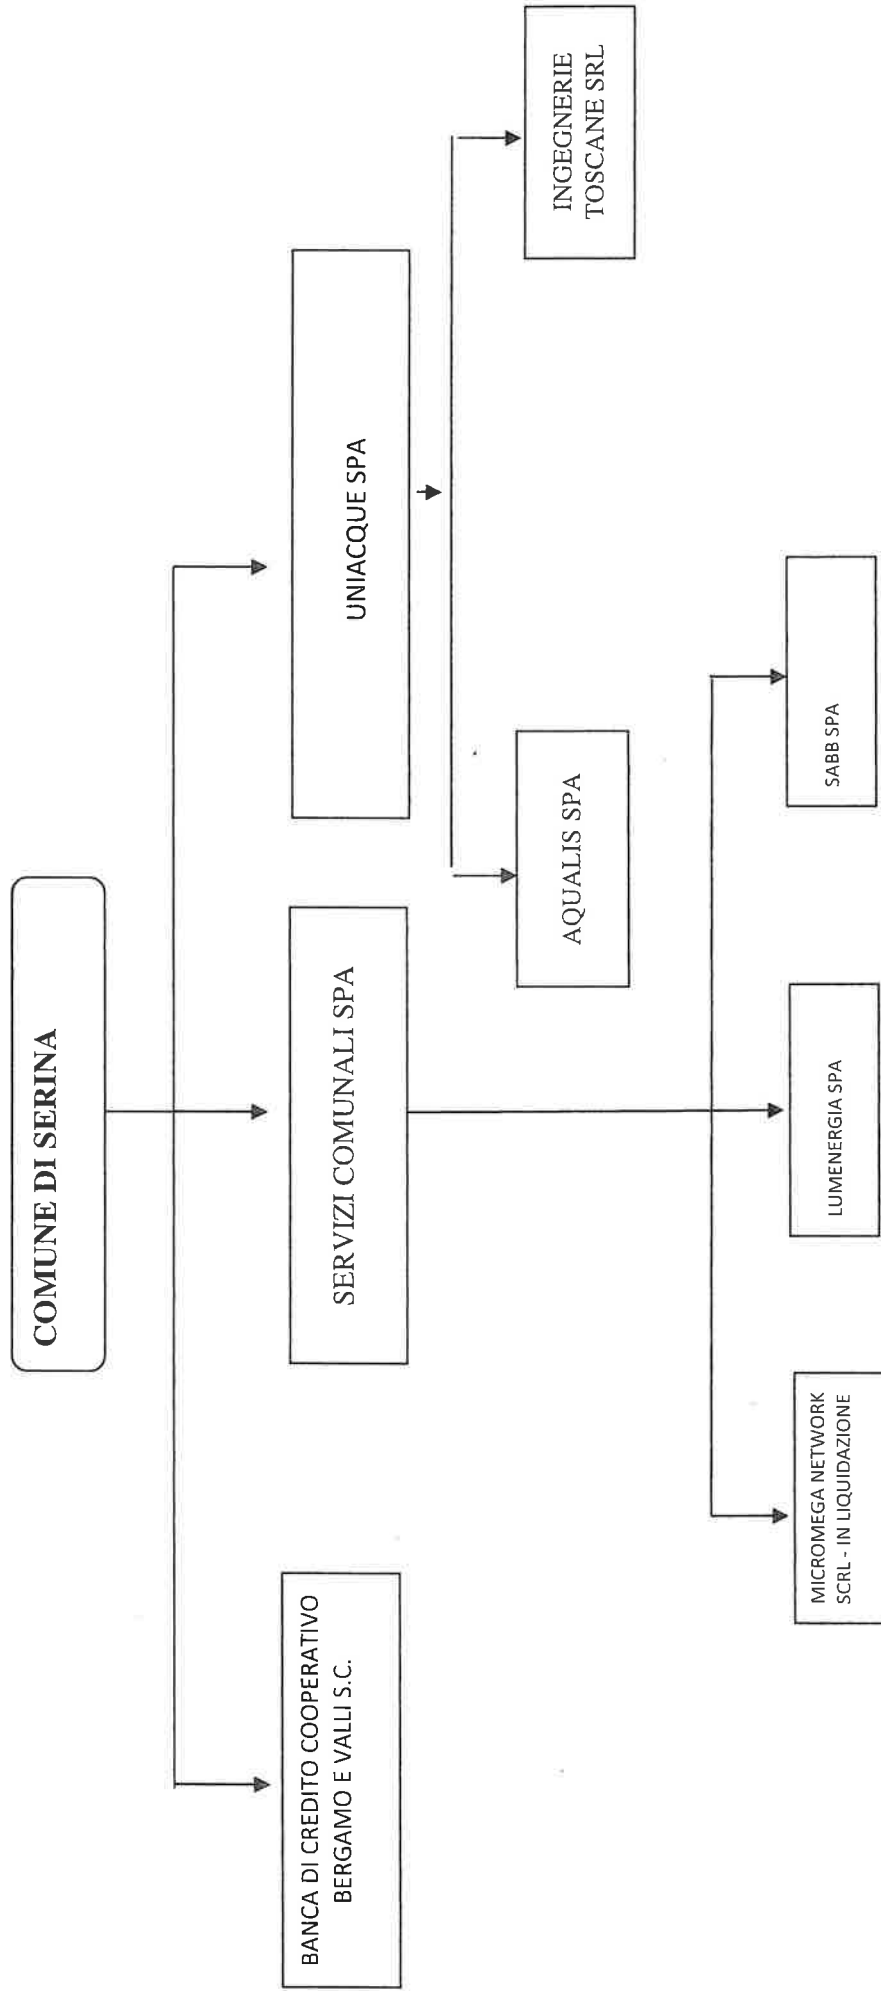 COMUNE DI SERINA
BANCA DI CREDITO COOPERATIVO
BERGAMO E VALLI S.C.
SERVIZI COMUNALI SPA
UNIACQUE SPA
AQUALIS SPA
INGEGNERIE
TOSCANE SRL
MICROMEGA NETWORK
SCRL - IN LIQUIDAZIONE
LUMENERGIA SPA
SABB SPA